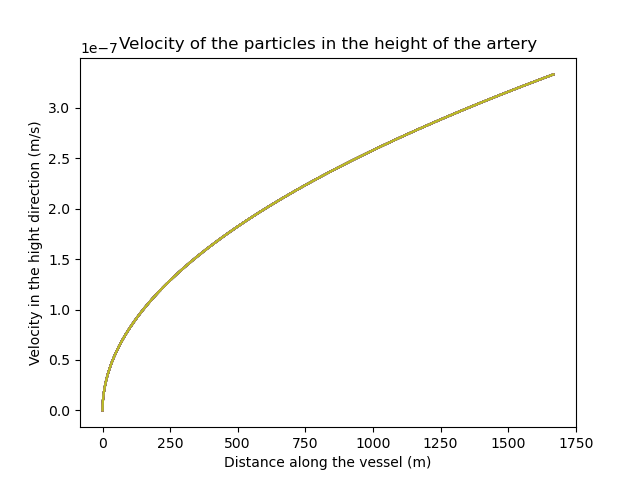 Velocity of the particles in the height of the artery
1e−7
Velocity in the hight direction (m/s)
3.0
2.5
2.0
1.5
1.0
0.5
0.0
0 250 500 750 1000 1250 1500 1750
Distance along the vessel (m)